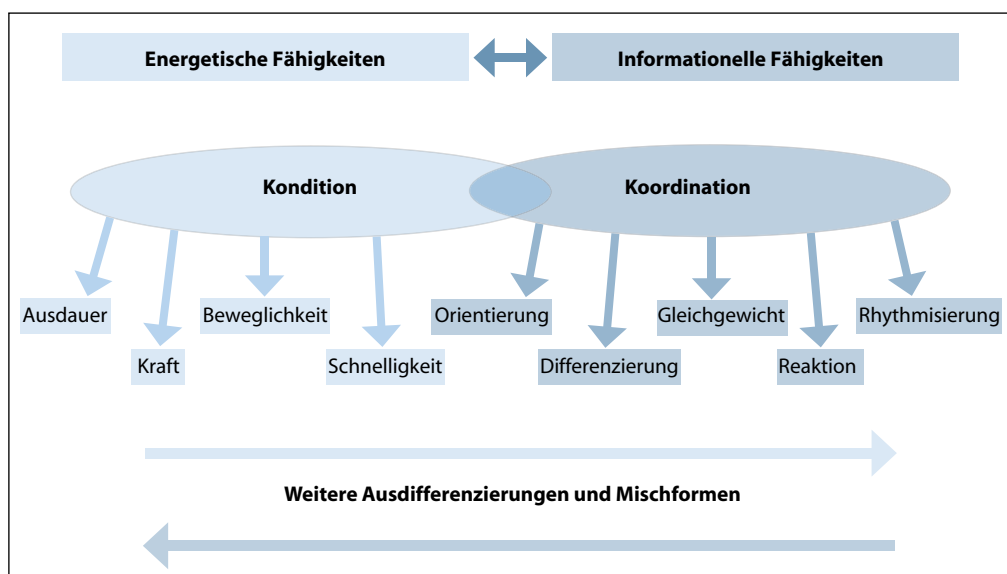 Energetische Fähigkeiten
Informationelle Fähigkeiten
Kondition
Koordination
Ausdauer
Beweglichkeit
Orientierung
Gleichgewicht
Rhythmisierung
Kraft
Schnelligkeit
Differenzierung
Reaktion
Weitere Ausdifferenzierungen und Mischformen